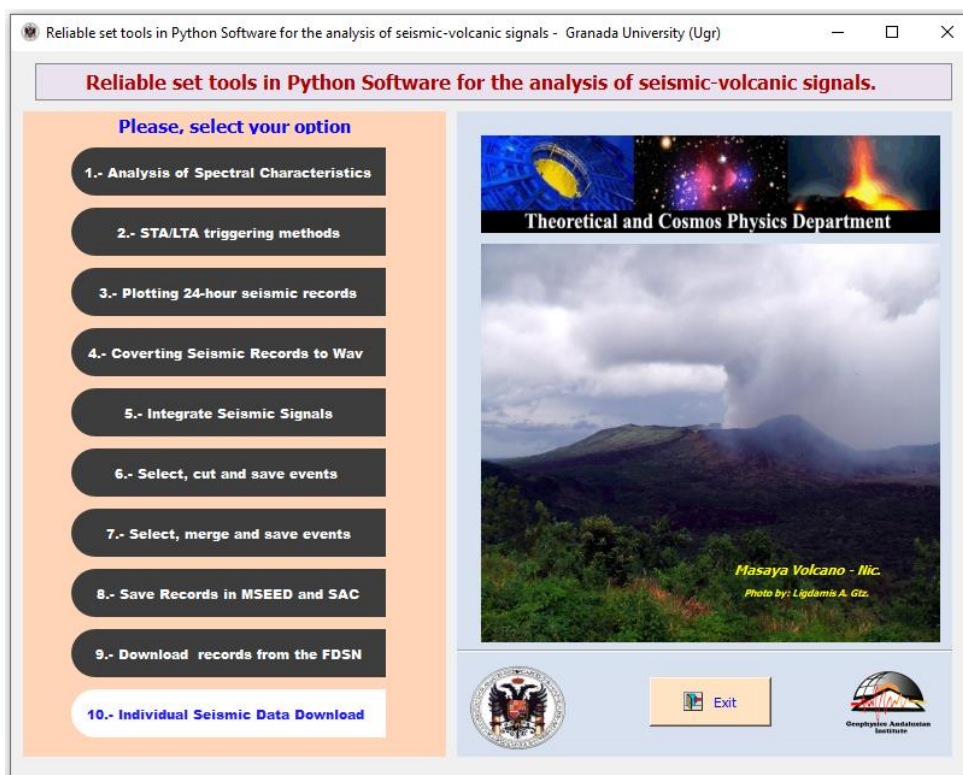 Reliable set tools in Python Software for the analysis of seismic-volcanic signals - Granada University (Ugr)
Reliable set tools in Python Software for the analysis of seismic-volcanic signals.
Please, select your option
1.- Analysis of Spectral Characteristics
2.- STA/LTA triggering methods
3.- Plotting 24-hour seismic records
4.- Coverting Seismic Records to Wav
5.- Integrate Seismic Signals
6.- Select, cut and save events
7.- Select, merge and save events
8.- Save Records in MSEED and SAC
9.- Download records from the FDSN
10.- Individual Seismic Data Download
Theoretical and Cosmos Physics Department
Masaya Volcano - Nic.
Photo by: Ligdamis A. Gtz.
Exit
Geophysics Andalusian
Institute